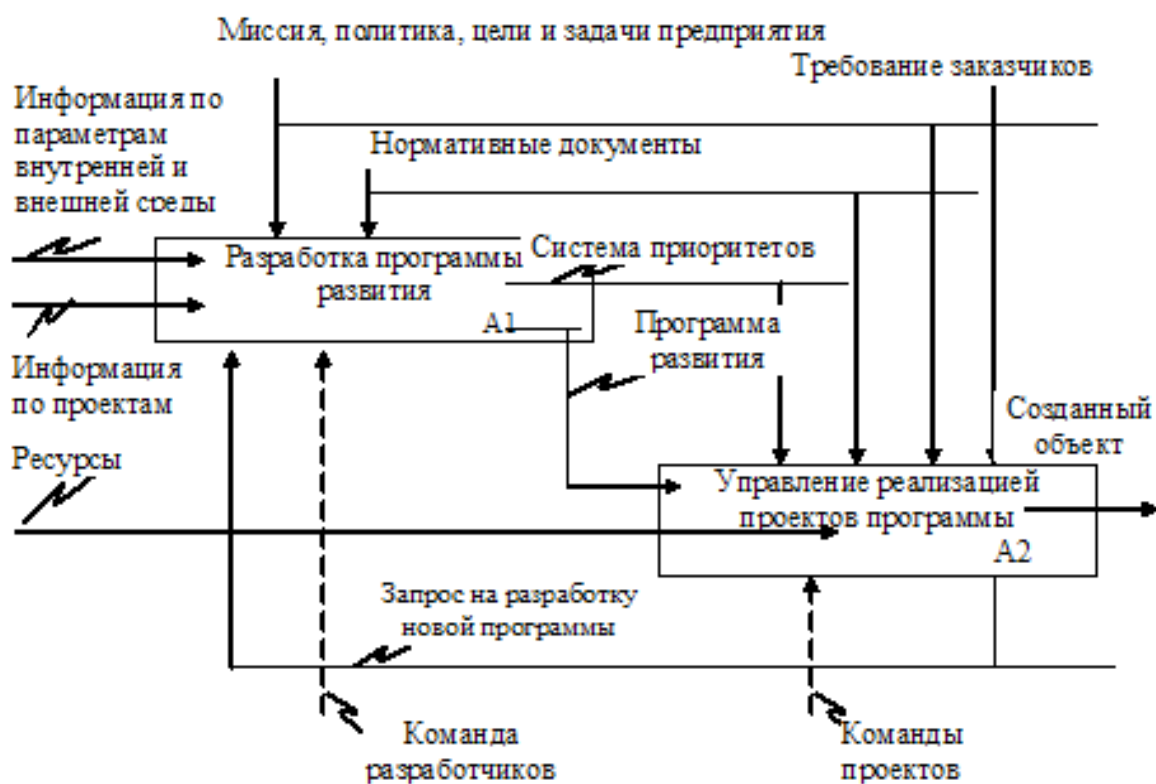 Миссия, политика, цели и задачи предприятия
Требование заказчиков
Информация по
параметрам
внутренней и
внешней среды
Нормативные документы
Разработка программы
развития
А1
Система приоритетов
Программа
развития
Информация
по проектам
Ресурсы
Созданный
объект
Управление реализацией
проектов программы
А2
Запрос на разработку
новой программы
Команда
разработчиков
Команды
проектов